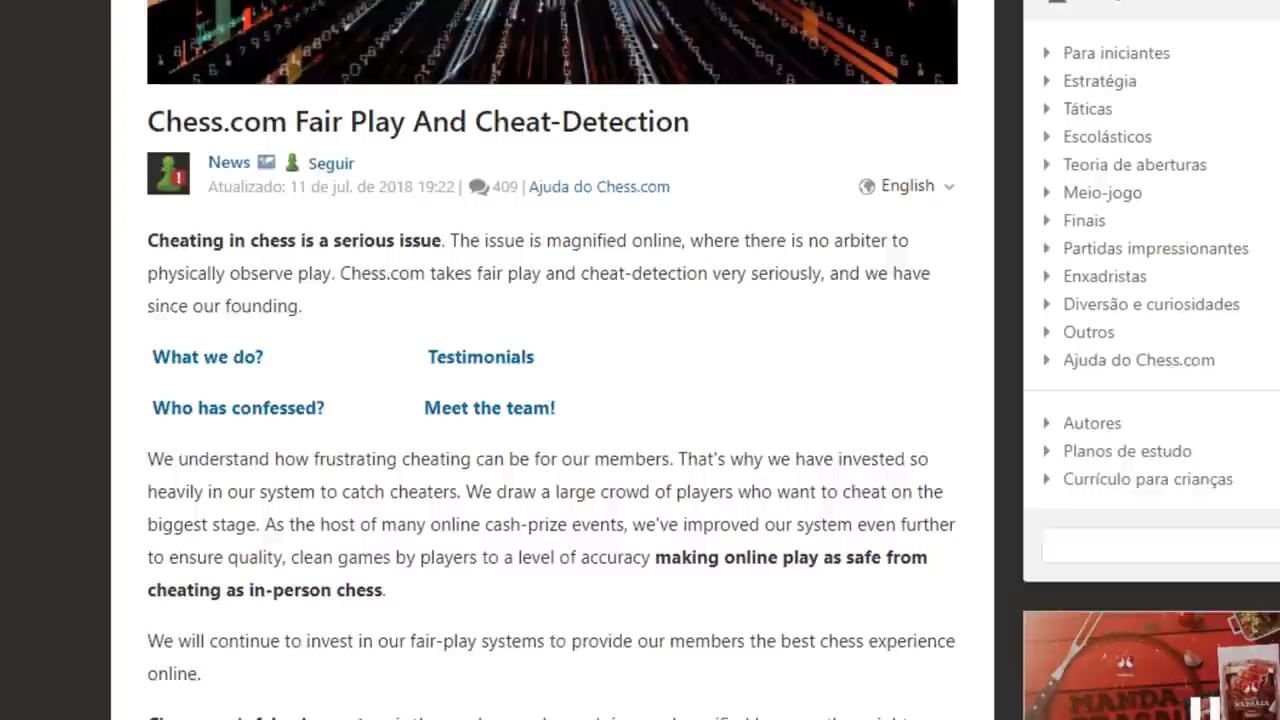 Chess.com Fair Play And Cheat-Detection
News Seguir
Atualizado: 11 de jul. de 2018 19:22 | 409 | Ajuda do Chess.com
English
Cheating in chess is a serious issue. The issue is magnified online, where there is no arbiter to
physically observe play. Chess.com takes fair play and cheat-detection very seriously, and we have
since our founding.
What we do? Testimonials
Who has confessed? Meet the team!
We understand how frustrating cheating can be for our members. That's why we have invested so
heavily in our system to catch cheaters. We draw a large crowd of players who want to cheat on the
biggest stage. As the host of many online cash-prize events, we've improved our system even further
to ensure quality, clean games by players to a level of accuracy making online play as safe from
cheating as in-person chess.
We will continue to invest in our fair-play systems to provide our members the best chess experience
online.
Para iniciantes
Estratégia
Táticas
Escolásticos
Teoria de aberturas
Meio-jogo
Finais
Partidas impressionantes
Enxadristas
Diversão e curiosidades
Outros
Ajuda do Chess.com
Autores
Planos de estudo
Currículo para crianças
MANDA